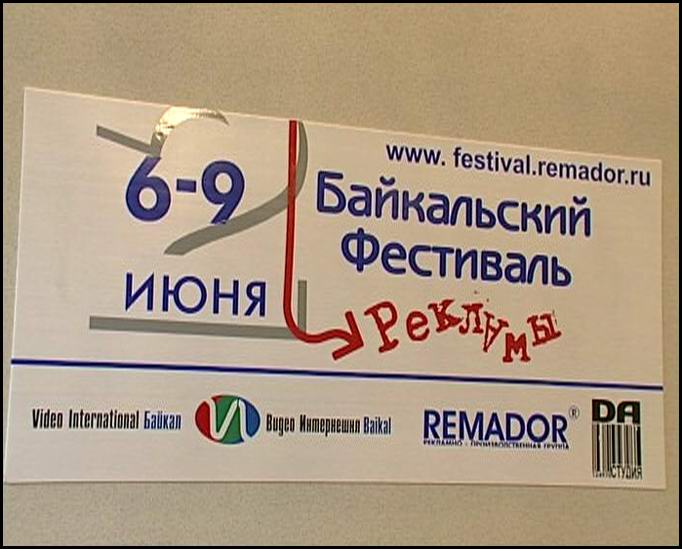 www. festival.remador.ru
6-9
ИЮНЯ
Байкальский
Фестиваль
Рекламы
Video International Байкал
И
Видео Интернешнл Baikal
REMADOR®
РЕКЛАМНО - ПРОИЗВОДСТВЕННАЯ ГРУППА
DA
СТУДИЯ